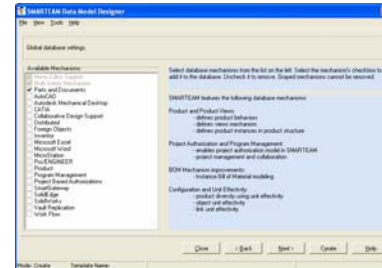 SMARTEAM Data Model Designer
File View Tools Help
Global database settings.
Available Mechanisms
Menu Editor Support
Multi Views Mechanism
Parts and Documents
AutoCAD
Autodesk Mechanical Desktop
CATIA
Collaborative Design Support
Distributed
Foreign Objects
Inventor
Microsoft Excel
Microsoft Word
MicroStation
Pro/ENGINEER
Product
Program Management
Project Based Authorizations
SmartGateway
SolidEdge
SolidWorks
Vault Replication
Work Flow
Select database mechanisms from the list on the left. Select the mechanism's checkbox to
add it to the database. Uncheck it to remove. Grayed mechanisms cannot be removed.
SMARTEAM features the following database mechanisms:
Product and Product Views:
- defines product behaviors
- defines views mechanism
- defines product instances in product structure
Project Authorization and Program Management:
- enables project authorization model in SMARTEAM
- project management and collaboration
BOM Mechanism improvements:
- Instance Bill of Material modeling
Configuration and Unit Effectivity:
- product diversity using unit effectivity
- object unit effectivity
- link unit effectivity
Close < Back Next > Create Help
Mode: Create Template Name: